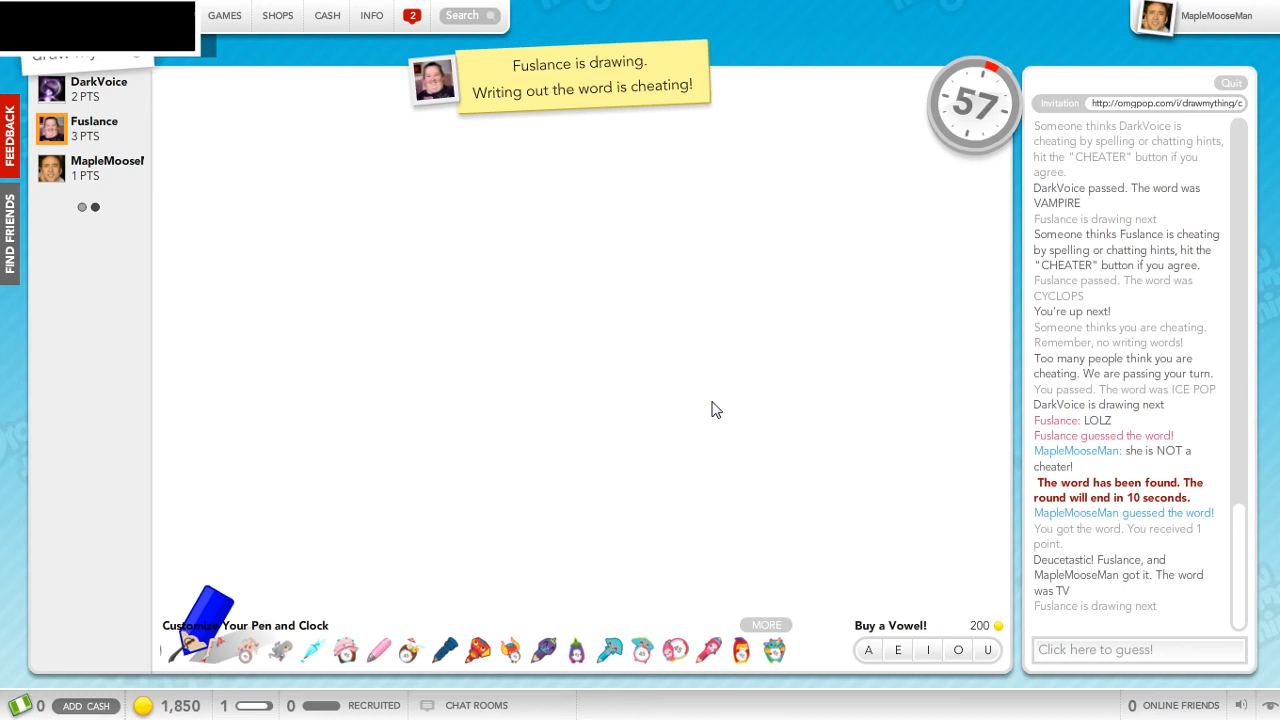 GAMES SHOPS CASH INFO 2 Search
MapleMooseMan
Fuslance is drawing.
Writing out the word is cheating!
57
FEEDBACK
FIND FRIENDS
DarkVoice
2 PTS
Fuslance
3 PTS
MapleMooseM
1 PTS
Quit
Invitation http://omgpop.com/i/drawmything/c
Someone thinks DarkVoice is
cheating by spelling or chatting hints,
hit the "CHEATER" button if you
agree.
DarkVoice passed. The word was
VAMPIRE
Fuslance is drawing next
Someone thinks Fuslance is cheating
by spelling or chatting hints, hit the
"CHEATER" button if you agree.
Fuslance passed. The word was
CYCLOPS
You're up next!
Someone thinks you are cheating.
Remember, no writing words!
Too many people think you are
cheating. We are passing your turn.
You passed. The word was ICE POP
DarkVoice is drawing next
Fuslance: LOLZ
Fuslance guessed the word!
MapleMooseMan: she is NOT a
cheater!
The word has been found. The
round will end in 10 seconds.
MapleMooseMan guessed the word!
You got the word. You received 1
point.
Deucetastic! Fuslance, and
MapleMooseMan got it. The word
was TV
Fuslance is drawing next
Click here to guess!
Customize Your Pen and Clock
MORE
Buy a Vowel! 200
A E I O U
0 ADD CASH 1,850 1 0 RECRUITED CHAT ROOMS 0 ONLINE FRIENDS